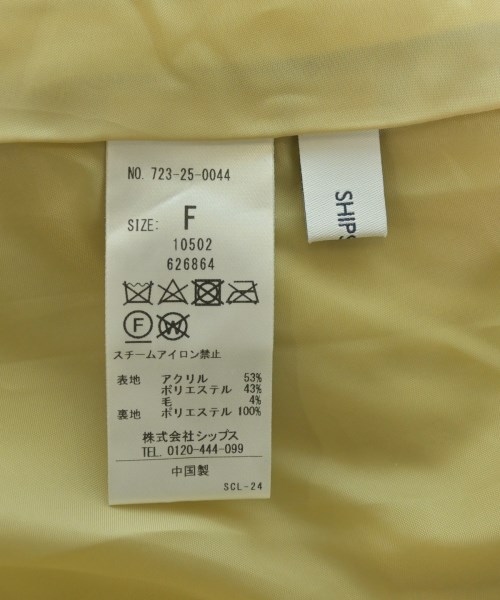 NO. 723-25-0044
SIZE: F
10502
626864
F W
スチームアイロン禁止
表地 アクリル 53%
ポリエステル 43%
毛 4%
裏地 ポリエステル 100%
株式会社シップス
TEL. 0120-444-099
中国製
SCL-24
SHIPS